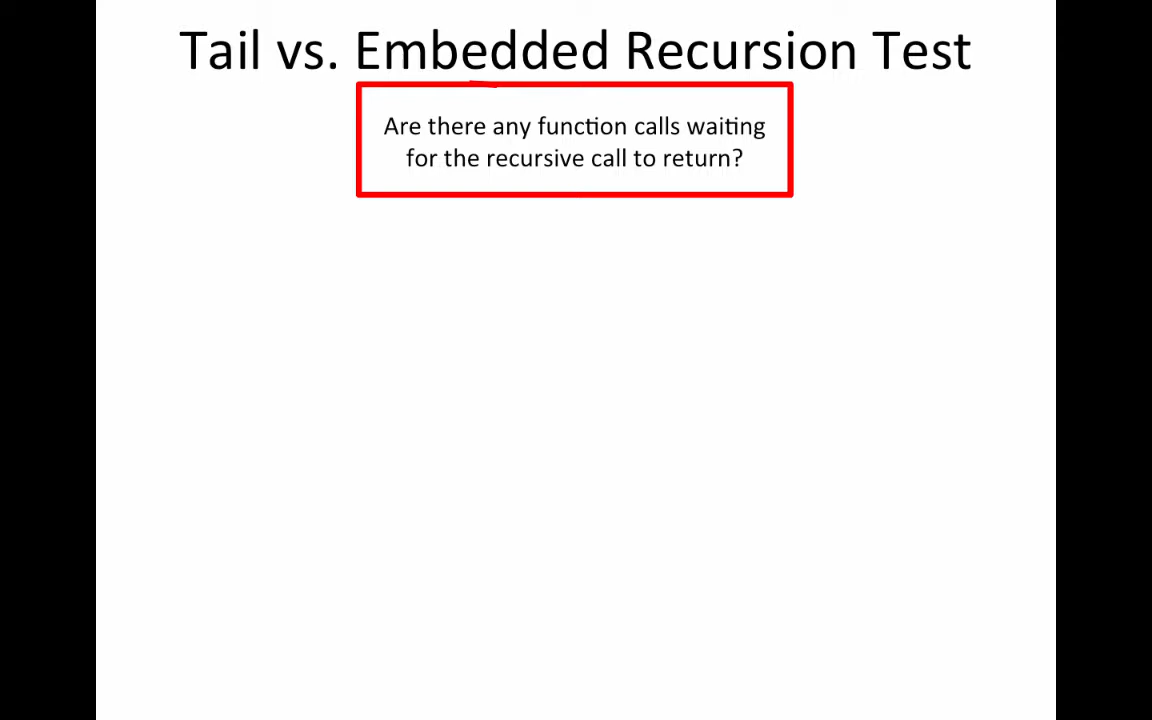 Tail vs. Embedded Recursion Test
Are there any function calls waiting
for the recursive call to return?